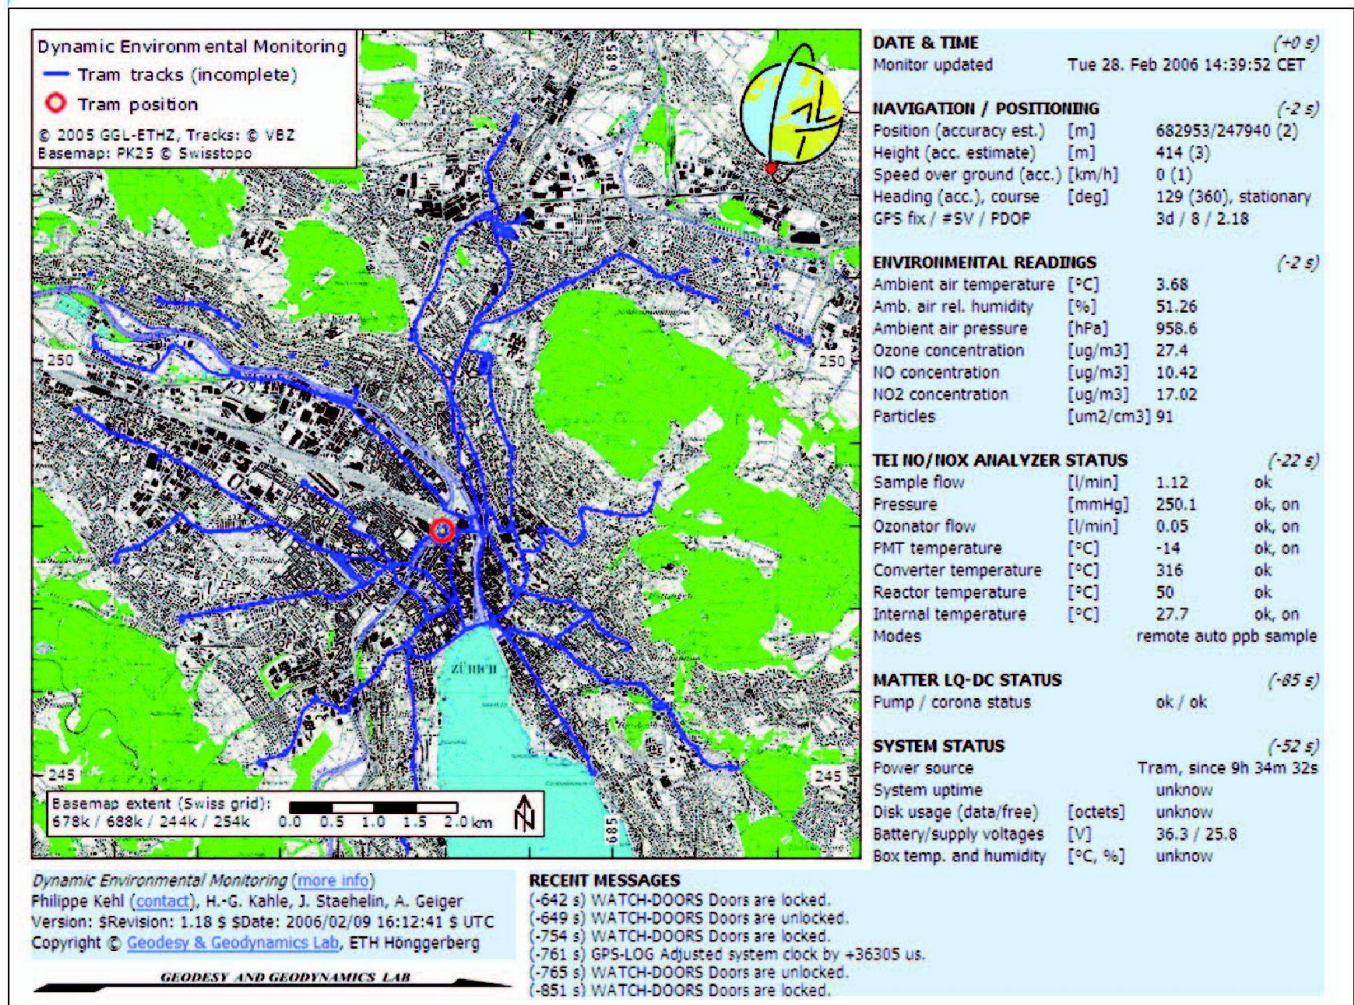 Dynamic Environmental Monitoring
Tram tracks (incomplete)
Tram position
© 2005 GGL-ETHZ, Tracks: © VBZ
Basemap: PK25 © Swisstopo
685
250
250
ZÜRICH
245
245
685
Basemap extent (Swiss grid):
678k / 688k / 244k / 254k
0.0 0.5 1.0 1.5 2.0 km
N
DATE & TIME (+0 s)
Monitor updated Tue 28. Feb 2006 14:39:52 CET
NAVIGATION / POSITIONING (-2 s)
Position (accuracy est.) [m] 682953/247940 (2)
Height (acc. estimate) [m] 414 (3)
Speed over ground (acc.) [km/h] 0 (1)
Heading (acc.), course [deg] 129 (360), stationary
GPS fix / #SV / PDOP 3d / 8 / 2.18
ENVIRONMENTAL READINGS (-2 s)
Ambient air temperature [°C] 3.68
Amb. air rel. humidity [%] 51.26
Ambient air pressure [hPa] 958.6
Ozone concentration [ug/m3] 27.4
NO concentration [ug/m3] 10.42
NO2 concentration [ug/m3] 17.02
Particles [um2/cm3] 91
TEI NO/NOX ANALYZER STATUS (-22 s)
Sample flow [l/min] 1.12 ok
Pressure [mmHg] 250.1 ok, on
Ozonator flow [l/min] 0.05 ok, on
PMT temperature [°C] -14 ok, on
Converter temperature [°C] 316 ok
Reactor temperature [°C] 50 ok
Internal temperature [°C] 27.7 ok, on
Modes remote auto ppb sample
MATTER LQ-DC STATUS (-85 s)
Pump / corona status ok / ok
SYSTEM STATUS (-52 s)
Power source Tram, since 9h 34m 32s
System uptime unknow
Disk usage (data/free) [octets] unknow
Battery/supply voltages [V] 36.3 / 25.8
Box temp. and humidity [°C, %] unknow
Dynamic Environmental Monitoring (more info)
Philippe Kehl (contact), H.-G. Kahle, J. Staehelin, A. Geiger
Version: $Revision: 1.18 $ $Date: 2006/02/09 16:12:41 $ UTC
Copyright © Geodesy & Geodynamics Lab, ETH Hönggerberg
GEODESY AND GEODYNAMICS LAB
RECENT MESSAGES
(-642 s) WATCH-DOORS Doors are locked.
(-649 s) WATCH-DOORS Doors are unlocked.
(-754 s) WATCH-DOORS Doors are locked.
(-761 s) GPS-LOG Adjusted system clock by +36305 us.
(-765 s) WATCH-DOORS Doors are unlocked.
(-851 s) WATCH-DOORS Doors are locked.